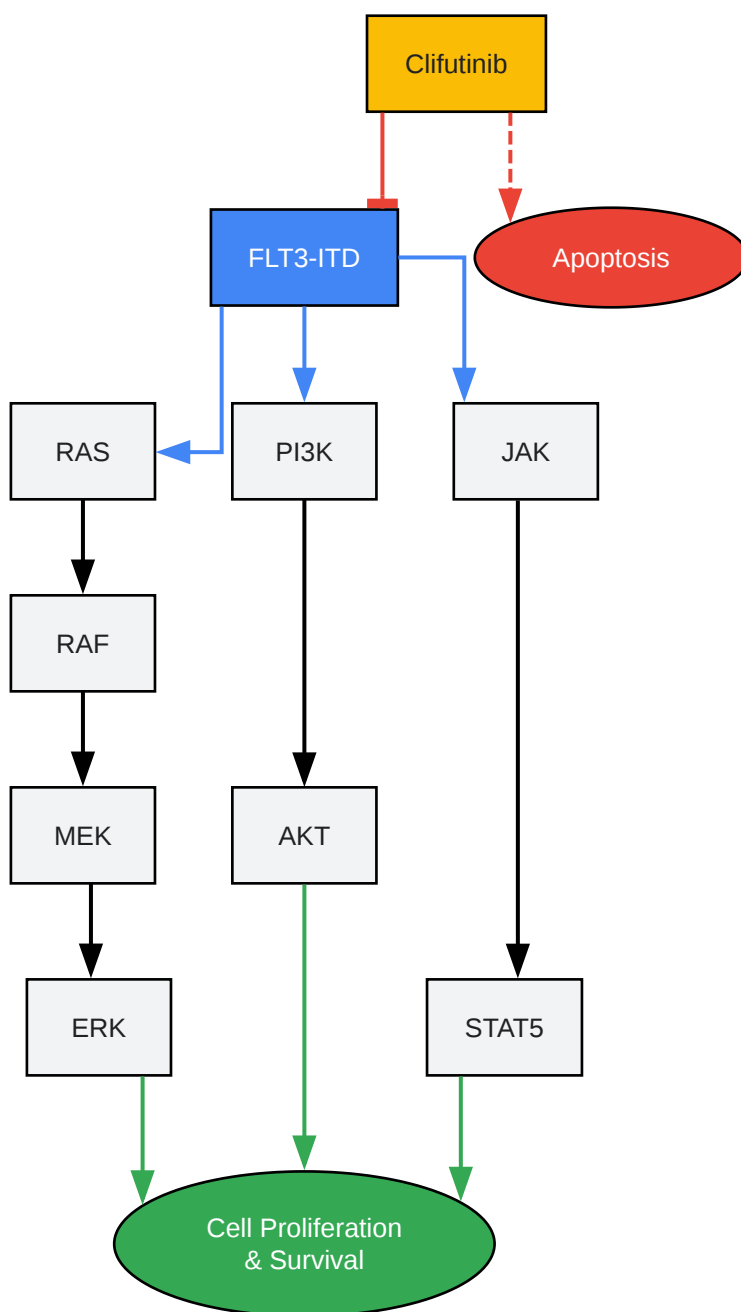 Clifutinib
FLT3-ITD
Apoptosis
RAS
PI3K
JAK
RAF
MEK
AKT
ERK
STAT5
Cell Proliferation
& Survival